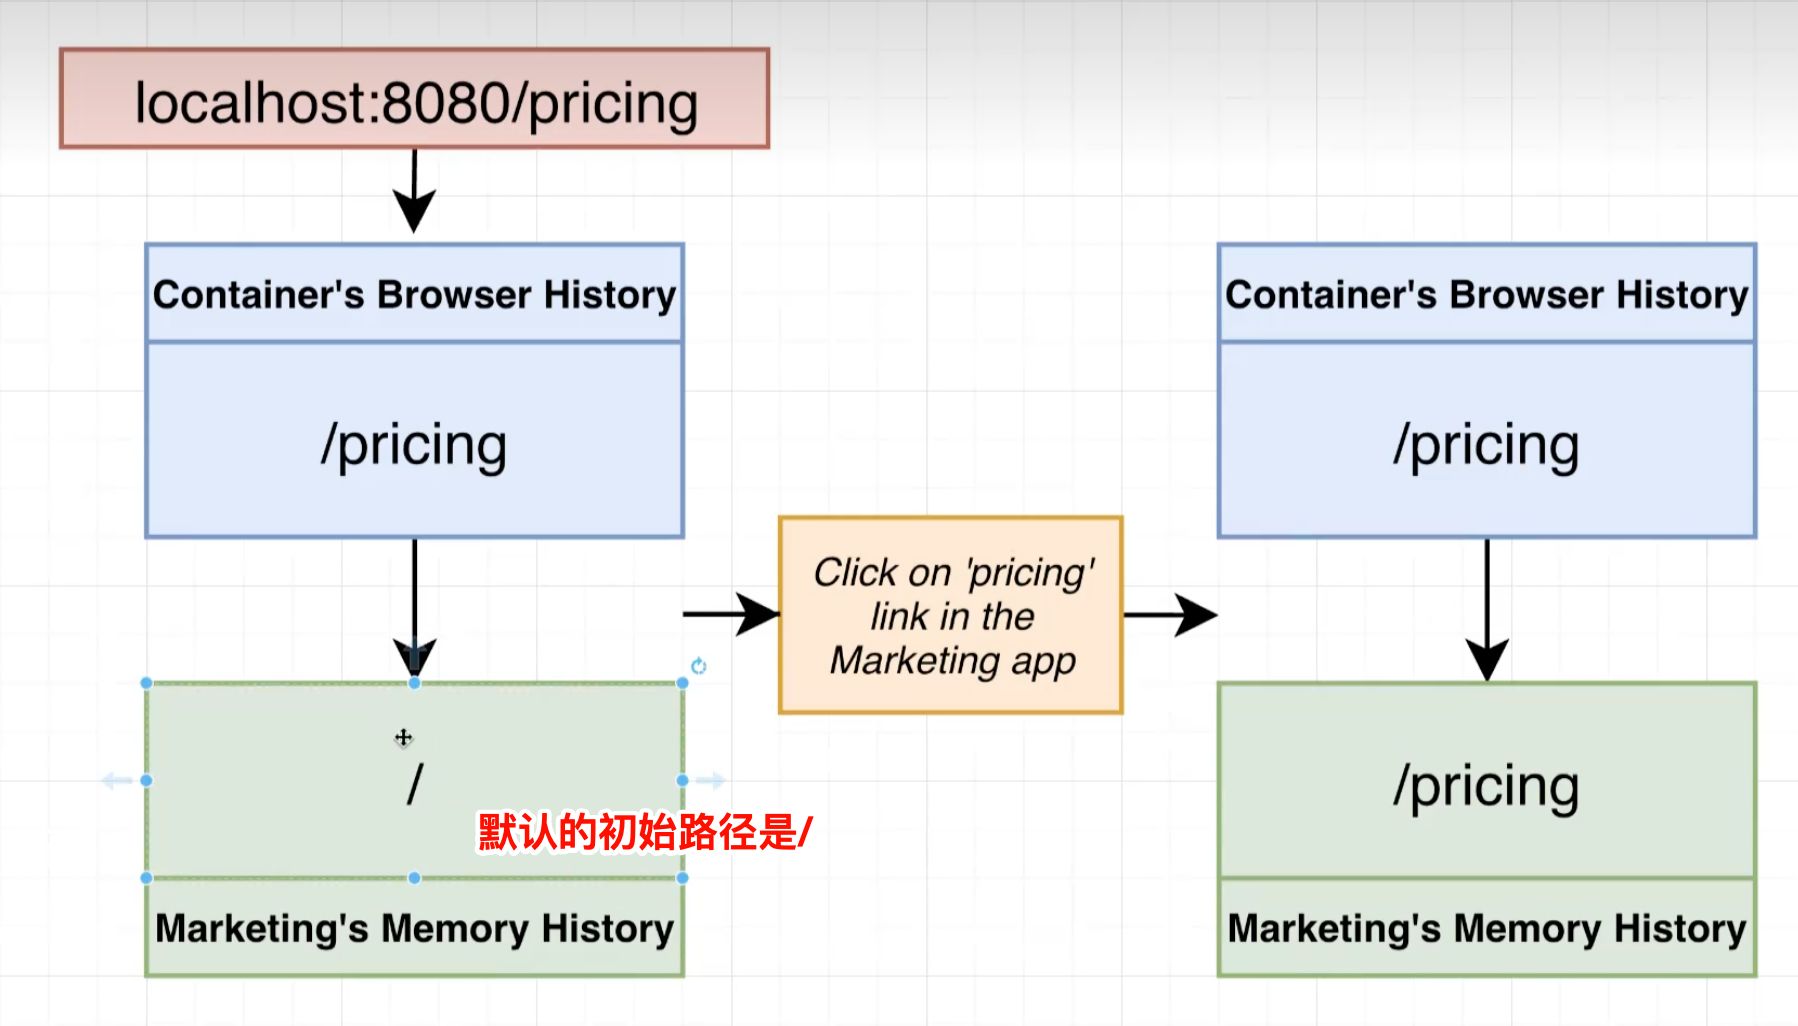 localhost:8080/pricing
Container's Browser History
/pricing
/
默认的初始路径是/
Marketing's Memory History
Click on 'pricing'
link in the
Marketing app
Container's Browser History
/pricing
/pricing
Marketing's Memory History